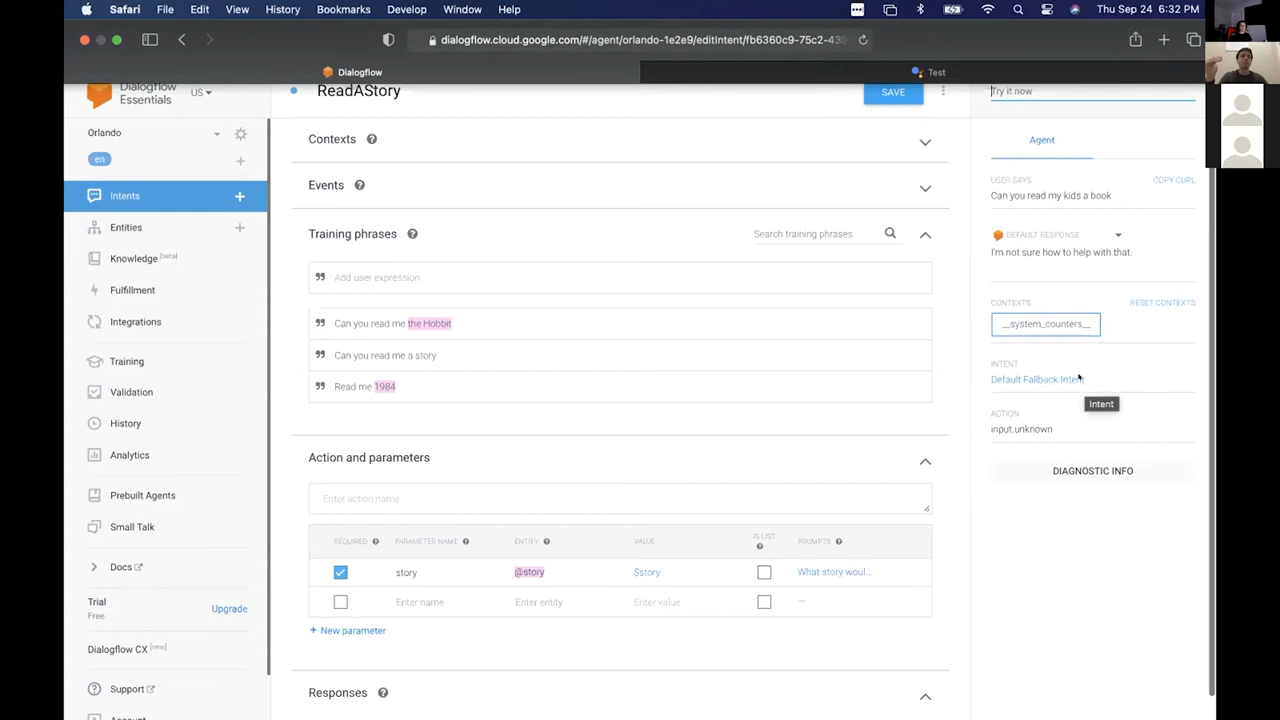 Safari File Edit View History Bookmarks Develop Window Help Thu Sep 24 6:32 PM
dialogflow.cloud.google.com/#/agent/orlando-1e2e9/editIntent/fb6360c9-75c2-439
Dialogflow
Test
Dialogflow
Essentials
US
Orlando
en
Intents
Entities
Knowledge [beta]
Fulfillment
Integrations
Training
Validation
History
Analytics
Prebuilt Agents
Small Talk
Docs
Trial
Free
Upgrade
Dialogflow CX [new]
Support
Account
ReadAStory
SAVE
Contexts
Events
Training phrases
Search training phrases
Add user expression
Can you read me the Hobbit
Can you read me a story
Read me 1984
Action and parameters
Enter action name
REQUIRED PARAMETER NAME ENTITY VALUE IS LIST PROMPTS
story @story $story What story woul...
Enter name Enter entity Enter value —
+ New parameter
Responses
Try it now
Agent
USER SAYS COPY CURL
Can you read my kids a book
DEFAULT RESPONSE
I'm not sure how to help with that.
CONTEXTS RESET CONTEXTS
__system_counters__
INTENT
Default Fallback Intent
Intent
ACTION
input.unknown
DIAGNOSTIC INFO